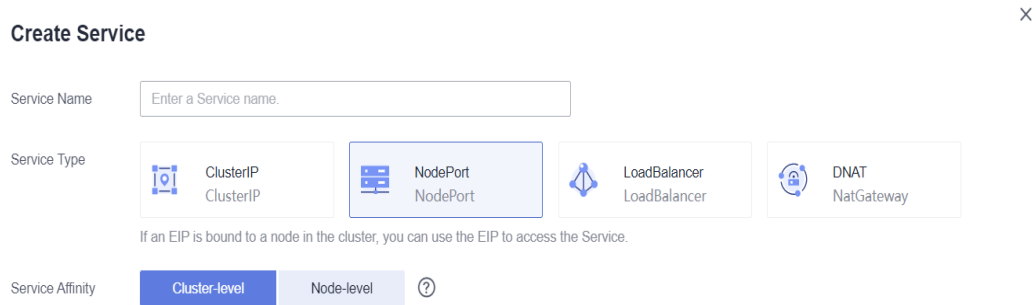 Create Service
X
Service Name
Enter a Service name.
Service Type
ClusterIP
ClusterIP
NodePort
NodePort
LoadBalancer
LoadBalancer
DNAT
NatGateway
If an EIP is bound to a node in the cluster, you can use the EIP to access the Service.
Service Affinity
Cluster-level
Node-level
?